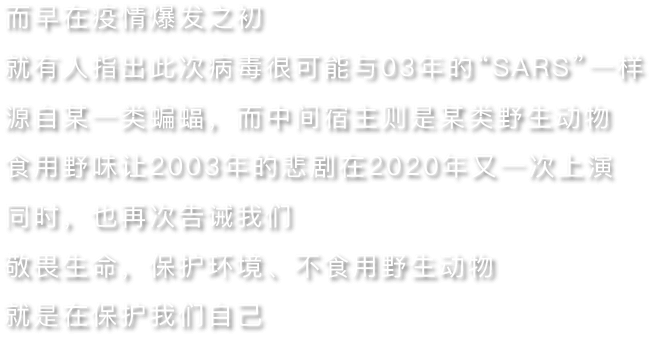 而早在疫情爆发之初
就有人指出此次病毒很可能与03年的“SARS”一样
源自某一类蝙蝠，而中间宿主则是某类野生动物
食用野味让2003年的悲剧在2020年又一次上演
同时，也再次告诫我们
敬畏生命，保护环境、不食用野生动物
就是在保护我们自己